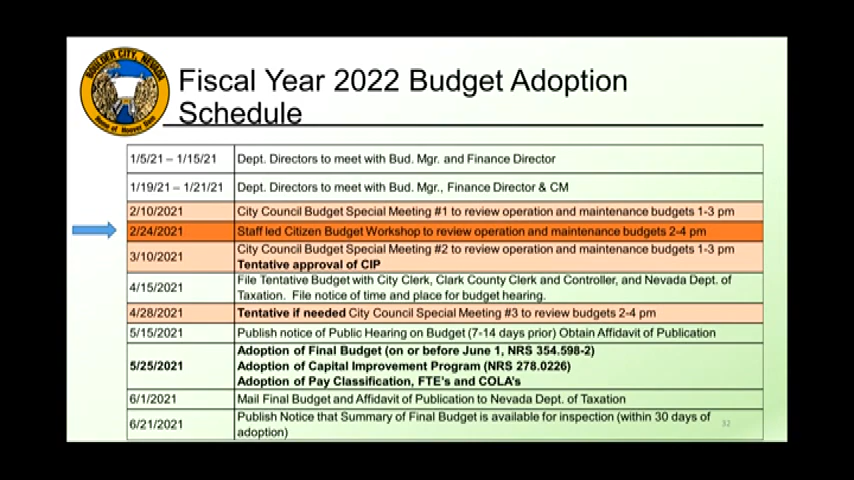 BOULDER CITY, NEVADA
Home of Hoover Dam
Fiscal Year 2022 Budget Adoption
Schedule
1/5/21 – 1/15/21 Dept. Directors to meet with Bud. Mgr. and Finance Director
1/19/21 – 1/21/21 Dept. Directors to meet with Bud. Mgr., Finance Director & CM
2/10/2021 City Council Budget Special Meeting #1 to review operation and maintenance budgets 1-3 pm
2/24/2021 Staff led Citizen Budget Workshop to review operation and maintenance budgets 2-4 pm
3/10/2021 City Council Budget Special Meeting #2 to review operation and maintenance budgets 1-3 pm
Tentative approval of CIP
4/15/2021 File Tentative Budget with City Clerk, Clark County Clerk and Controller, and Nevada Dept. of
Taxation. File notice of time and place for budget hearing.
4/28/2021 Tentative if needed City Council Special Meeting #3 to review budgets 2-4 pm
5/15/2021 Publish notice of Public Hearing on Budget (7-14 days prior) Obtain Affidavit of Publication
5/25/2021 Adoption of Final Budget (on or before June 1, NRS 354.598-2)
Adoption of Capital Improvement Program (NRS 278.0226)
Adoption of Pay Classification, FTE's and COLA's
6/1/2021 Mail Final Budget and Affidavit of Publication to Nevada Dept. of Taxation
6/21/2021 Publish Notice that Summary of Final Budget is available for inspection (within 30 days of
adoption)
32